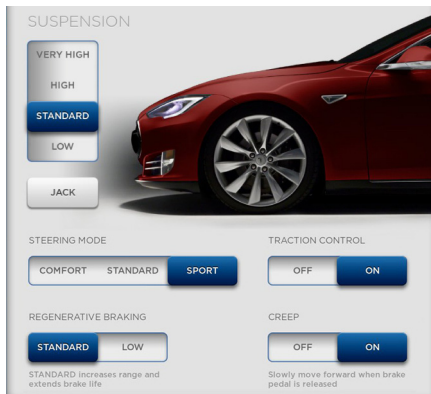 SUSPENSION
VERY HIGH
HIGH
STANDARD
LOW
JACK
STEERING MODE
COMFORT STANDARD SPORT
TRACTION CONTROL
OFF ON
REGENERATIVE BRAKING
STANDARD LOW
STANDARD increases range and
extends brake life
CREEP
OFF ON
Slowly move forward when brake
pedal is released